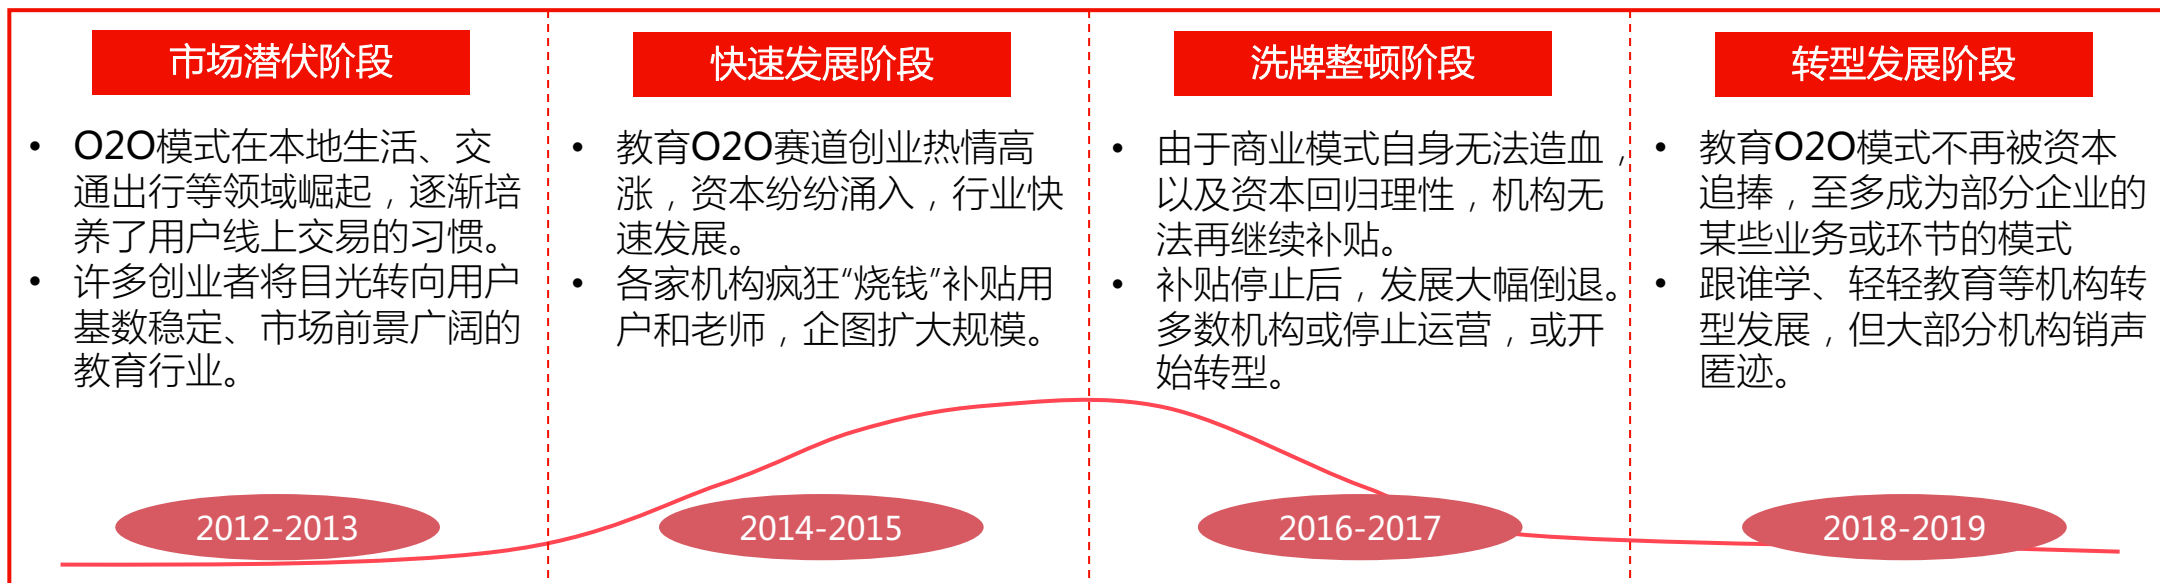 市场潜伏阶段
• O2O模式在本地生活、交
通出行等领域崛起，逐渐培
养了用户线上交易的习惯。
• 许多创业者将目光转向用户
基数稳定、市场前景广阔的
教育行业。
2012-2013
快速发展阶段
• 教育O2O赛道创业热情高
涨，资本纷纷涌入，行业快
速发展。
• 各家机构疯狂“烧钱”补贴用
户和老师，企图扩大规模。
2014-2015
洗牌整顿阶段
• 由于商业模式自身无法造血，
以及资本回归理性，机构无
法再继续补贴。
• 补贴停止后，发展大幅倒退。
多数机构或停止运营，或开
始转型。
2016-2017
转型发展阶段
• 教育O2O模式不再被资本
追捧，至多成为部分企业的
某些业务或环节的模式
• 跟谁学、轻轻教育等机构转
型发展，但大部分机构销声
匿迹。
2018-2019